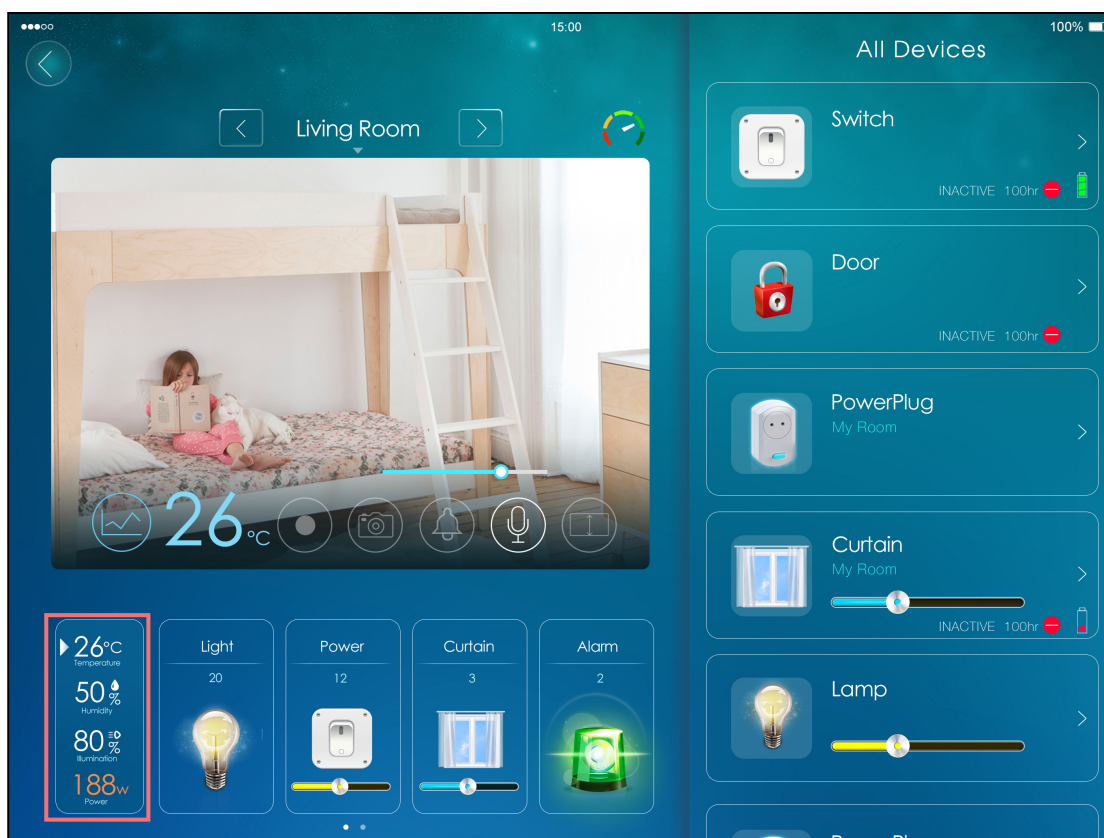 15:00
100%
Living Room
26°C
26°C
Temperature
50%
Humidity
80%
Illumination
188w
Power
Light
20
Power
12
Curtain
3
Alarm
2
All Devices
Switch
INACTIVE 100hr
Door
INACTIVE 100hr
PowerPlug
My Room
Curtain
My Room
INACTIVE 100hr
Lamp